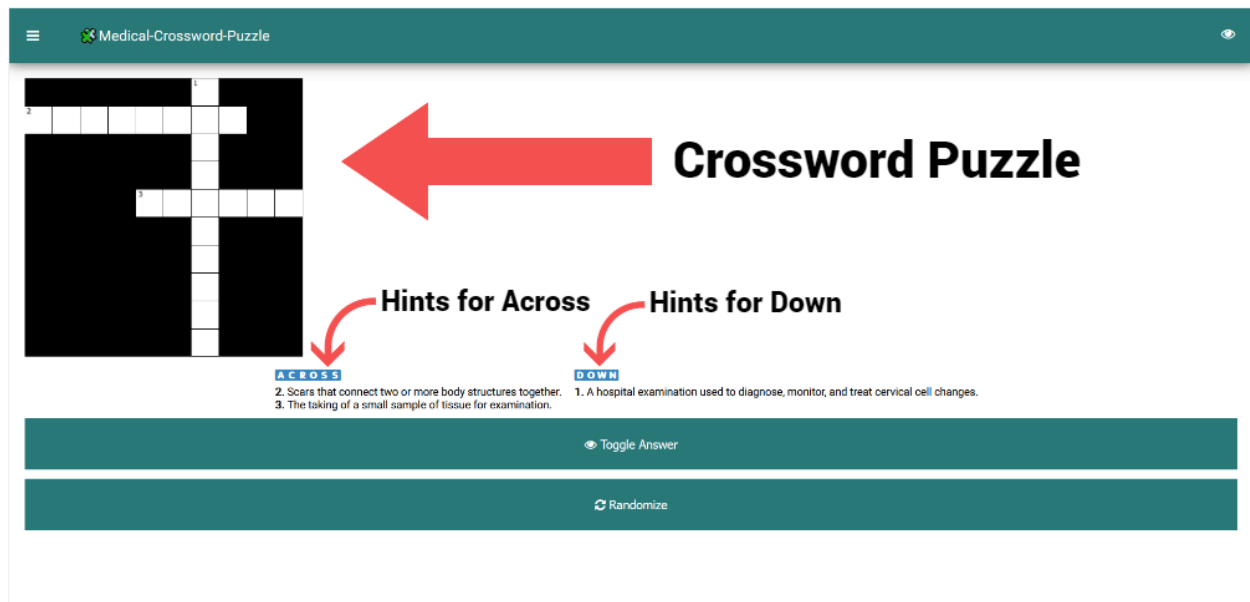 Medical-Crossword-Puzzle
1
2
3
Crossword Puzzle
Hints for Across
Hints for Down
ACROSS
2. Scars that connect two or more body structures together.
3. The taking of a small sample of tissue for examination.
DOWN
1. A hospital examination used to diagnose, monitor, and treat cervical cell changes.
Toggle Answer
Randomize